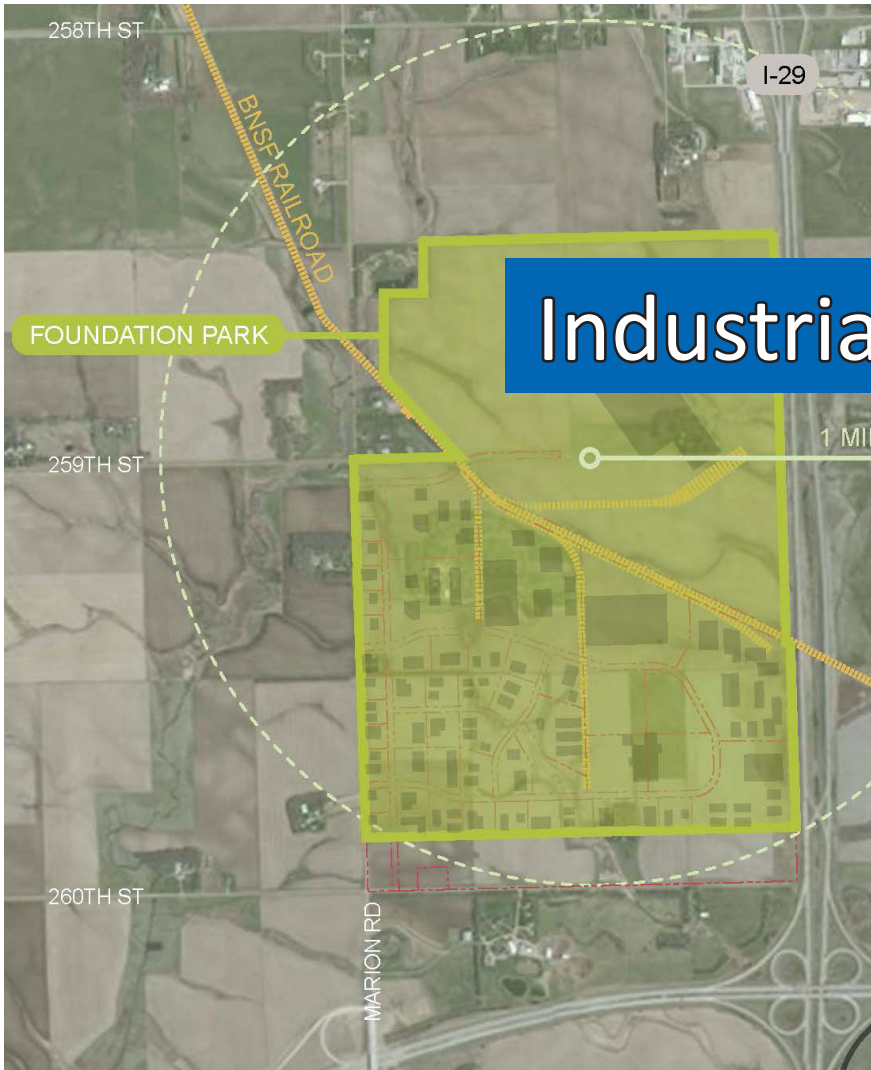 258TH ST
I-29
BNSF RAILROAD
Industria
FOUNDATION PARK
1 MI
259TH ST
260TH ST
MARION RD